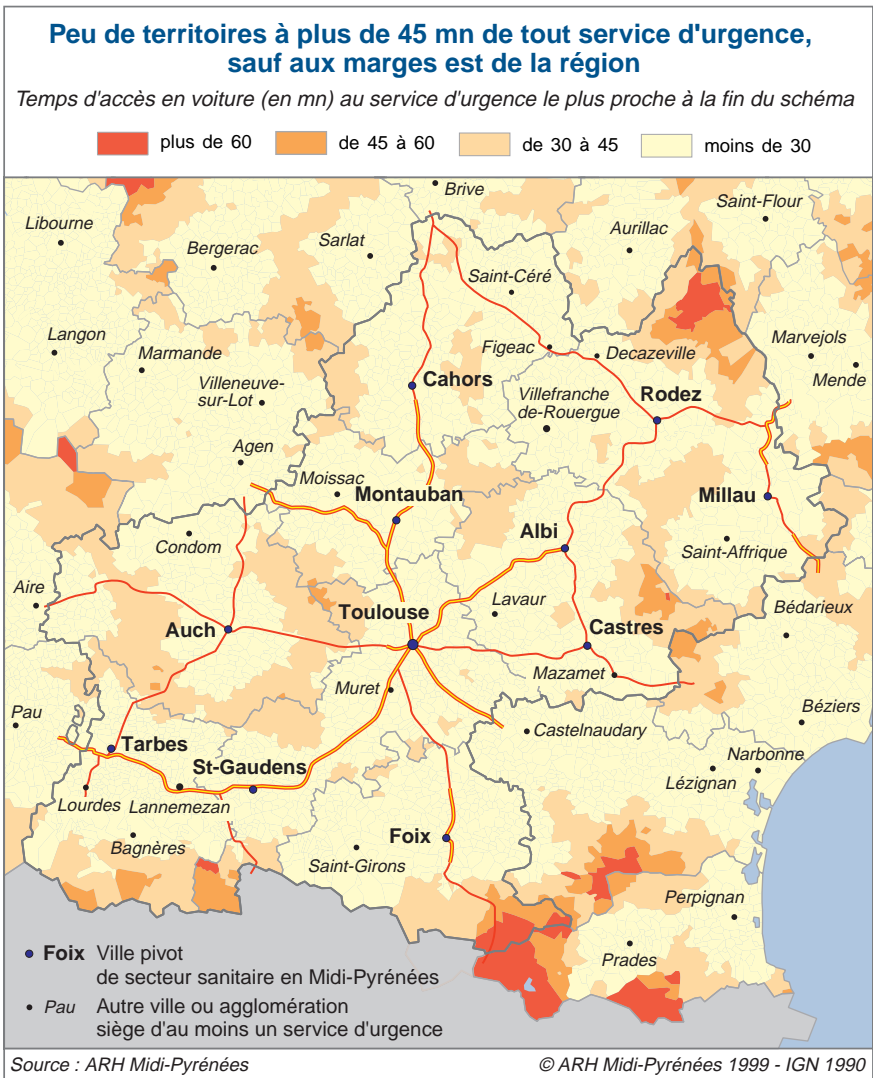 Peu de territoires à plus de 45 mn de tout service d'urgence,
sauf aux marges est de la région
Temps d'accès en voiture (en mn) au service d'urgence le plus proche à la fin du schéma
plus de 60
de 45 à 60
de 30 à 45
moins de 30
Brive
Saint-Flour
Libourne
Aurillac
Sarlat
Bergerac
Saint-Céré
Langon
Marvejols
Figeac
Decazeville
Marmande
Mende
Cahors
Villeneuve-
sur-Lot
Villefranche
de-Rouergue
Rodez
Agen
Moissac
Montauban
Millau
Albi
Condom
Saint-Affrique
Aire
Lavaur
Bédarieux
Toulouse
Auch
Castres
Mazamet
Muret
Pau
Béziers
Castelnaudary
Tarbes
Narbonne
St-Gaudens
Lézignan
Lourdes
Lannemezan
Bagnères
Foix
Saint-Girons
Perpignan
Prades
Foix Ville pivot
de secteur sanitaire en Midi-Pyrénées
Pau Autre ville ou agglomération
siège d'au moins un service d'urgence
Source : ARH Midi-Pyrénées
© ARH Midi-Pyrénées 1999 - IGN 1990